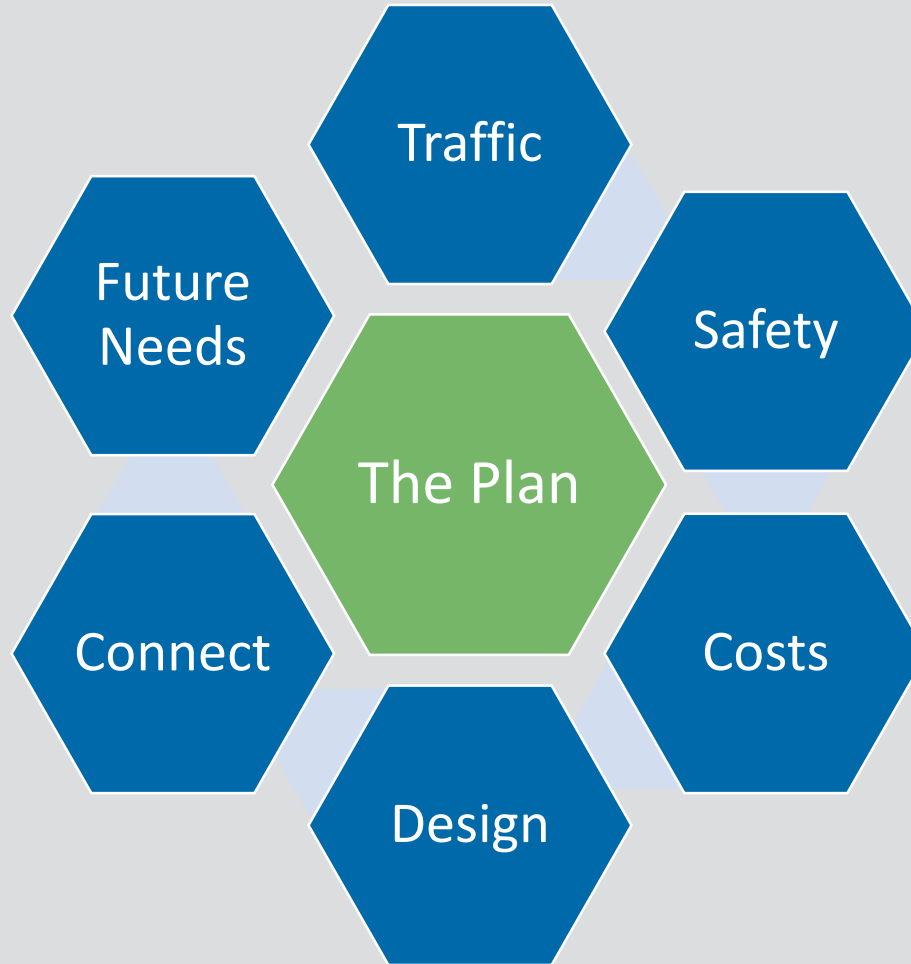 Traffic
Future
Needs
Safety
The Plan
Connect
Costs
Design